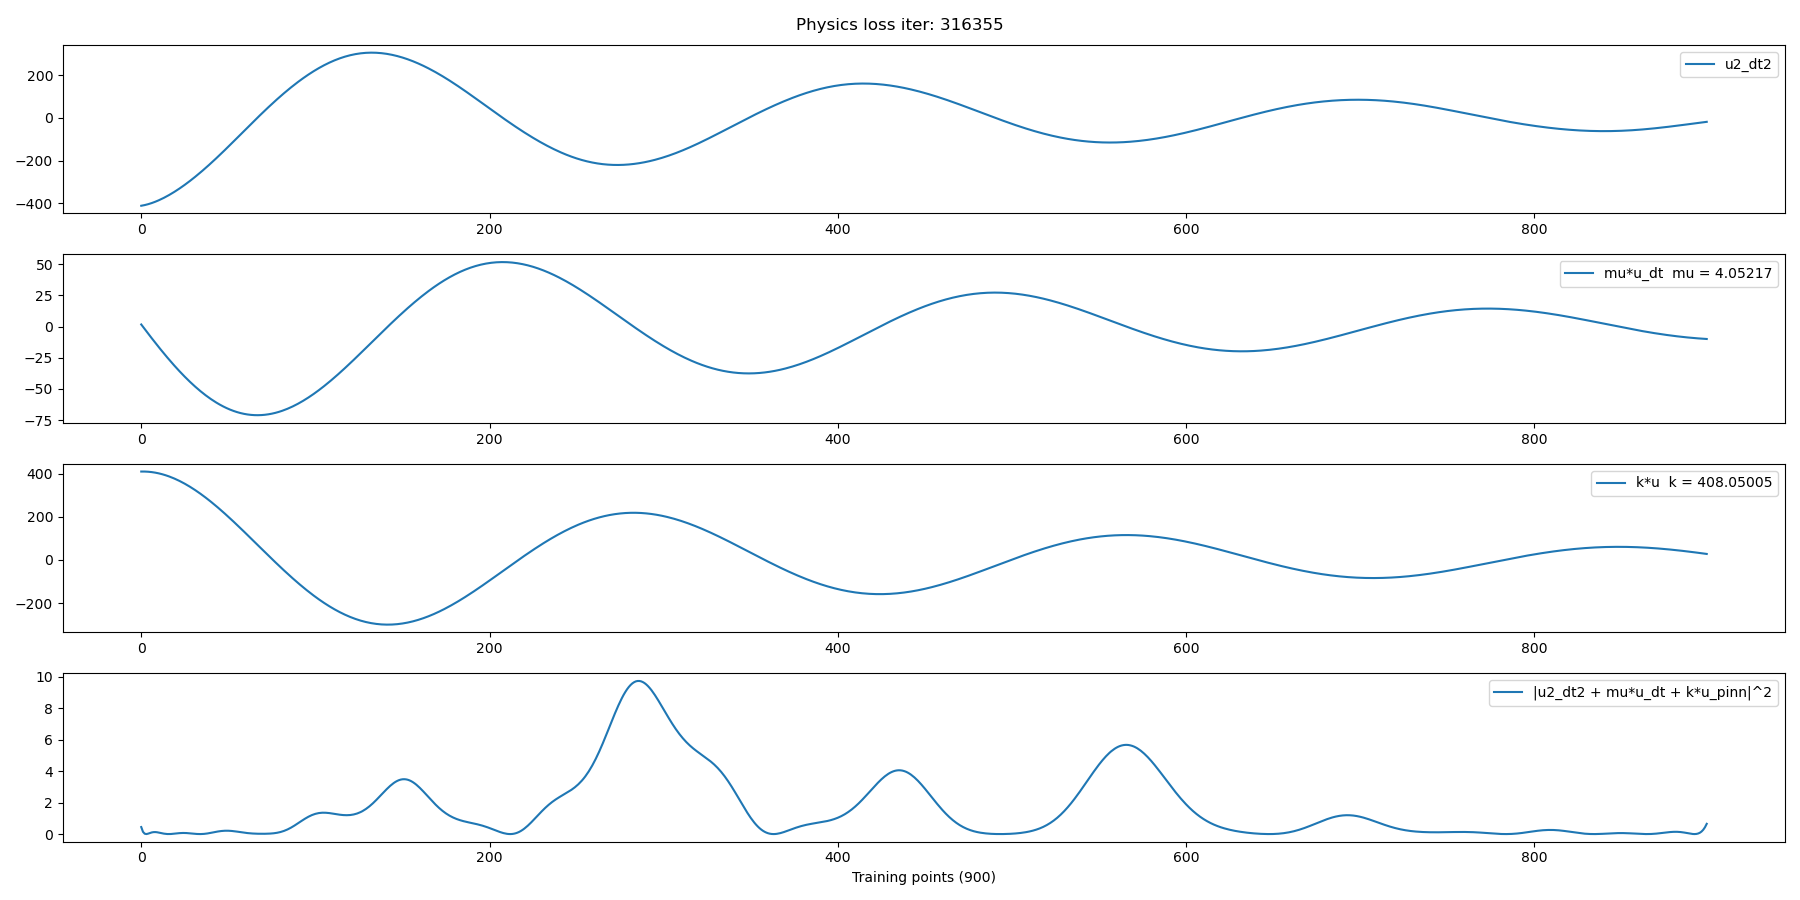 Physics loss iter: 316355
u2_dt2
200
0
−200
−400
0 200 400 600 800
mu*u_dt  mu = 4.05217
50
25
0
−25
−50
−75
0 200 400 600 800
k*u  k = 408.05005
400
200
0
−200
0 200 400 600 800
|u2_dt2 + mu*u_dt + k*u_pinn|^2
10
8
6
4
2
0
0 200 400 600 800
Training points (900)